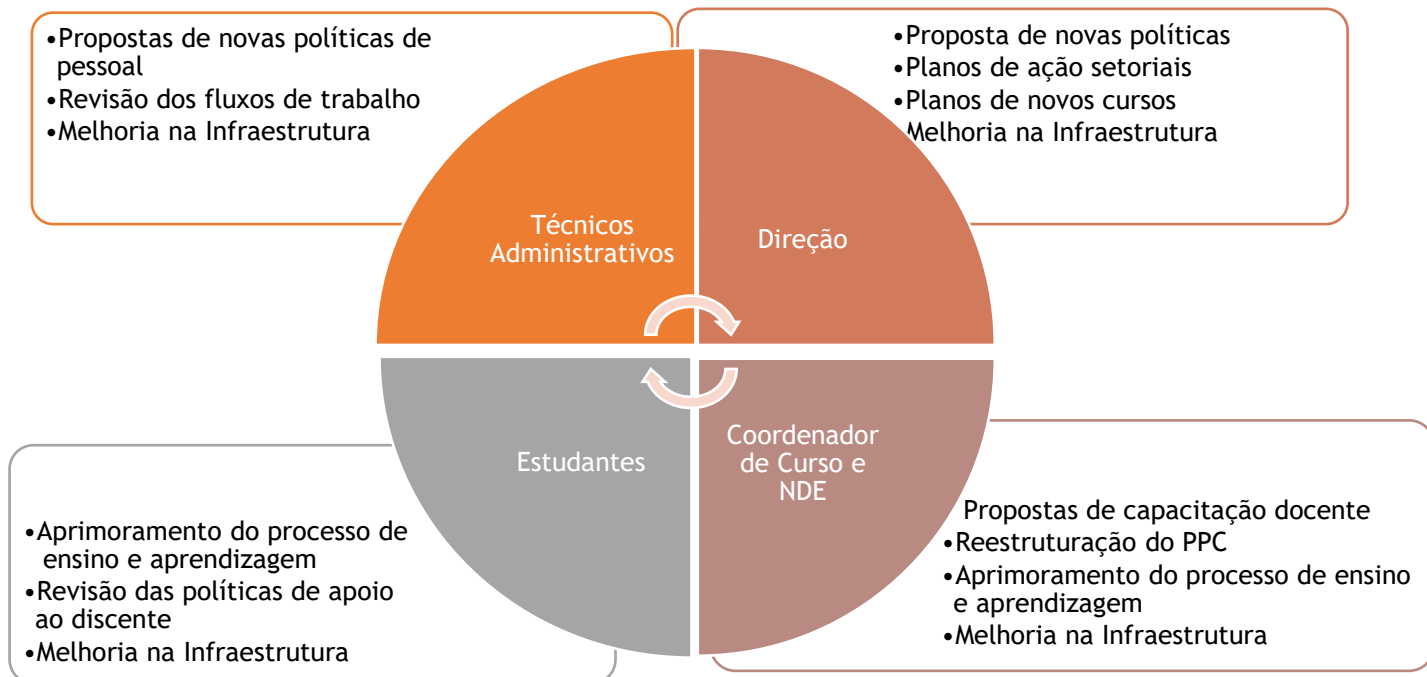 •Propostas de novas políticas de
pessoal
•Revisão dos fluxos de trabalho
•Melhoria na Infraestrutura
•Proposta de novas políticas
•Planos de ação setoriais
•Planos de novos cursos
•Melhoria na Infraestrutura
Técnicos
Administrativos
Direção
Estudantes
Coordenador
de Curso e
NDE
•Aprimoramento do processo de
ensino e aprendizagem
•Revisão das políticas de apoio
ao discente
•Melhoria na Infraestrutura
Propostas de capacitação docente
•Reestruturação do PPC
•Aprimoramento do processo de ensino
e aprendizagem
•Melhoria na Infraestrutura